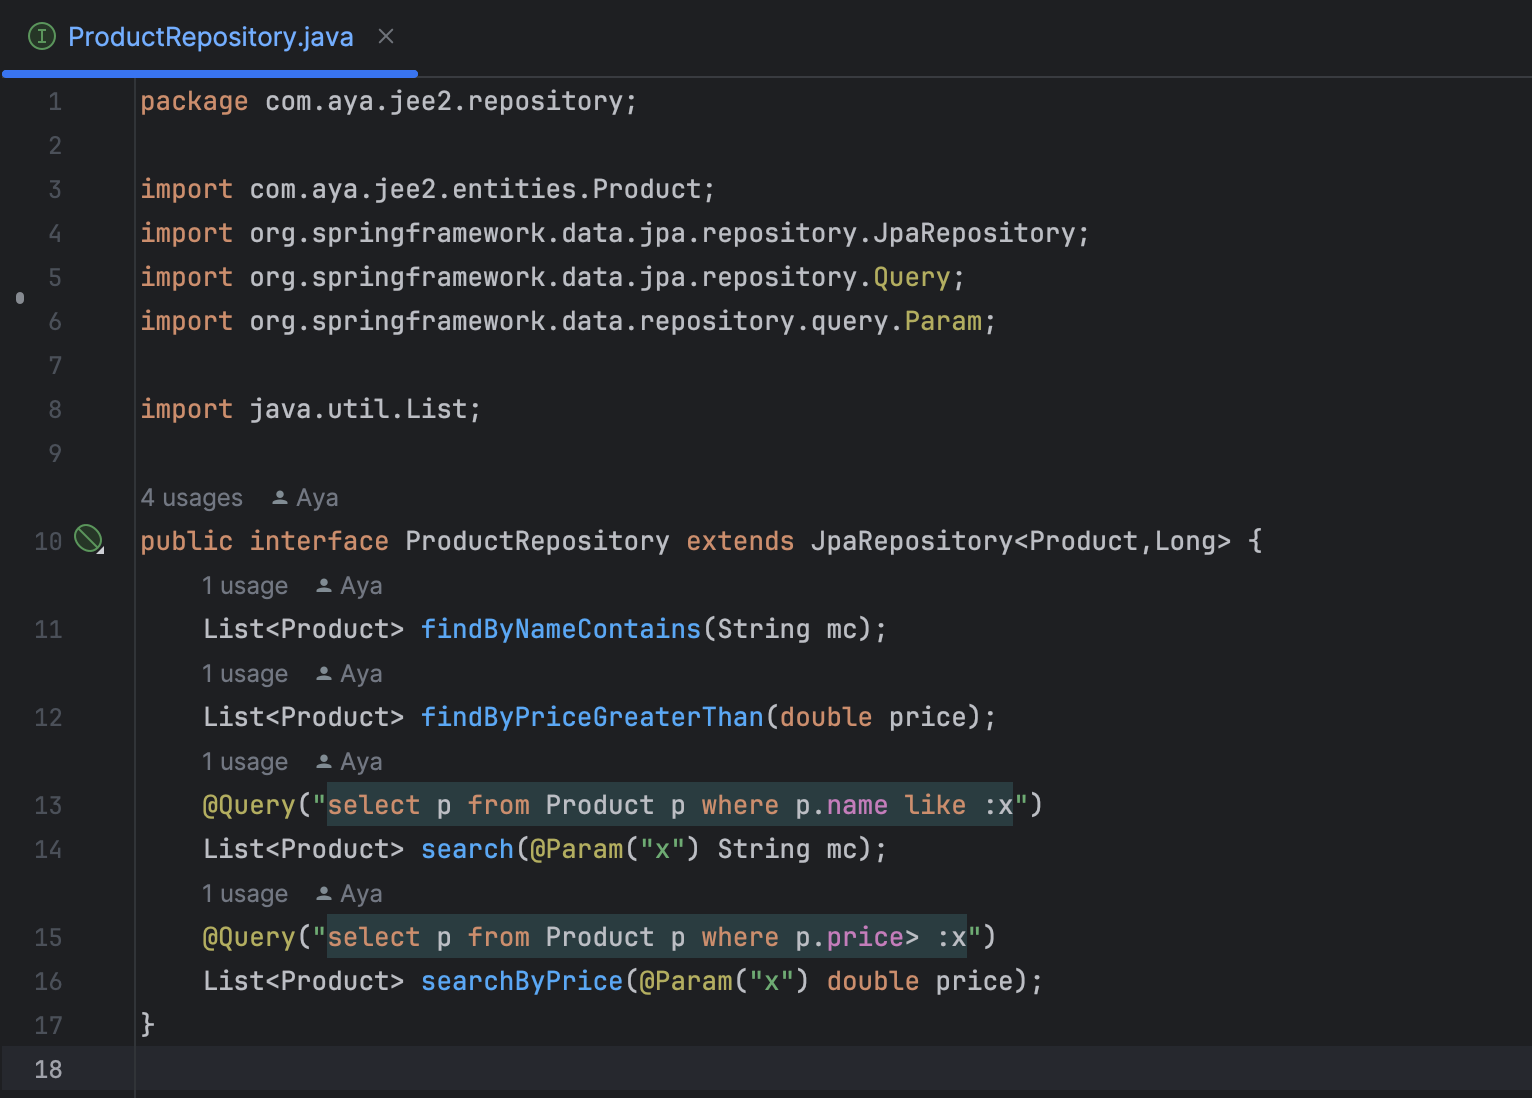 ProductRepository.java
1 package com.aya.jee2.repository;
2
3 import com.aya.jee2.entities.Product;
4 import org.springframework.data.jpa.repository.JpaRepository;
5 import org.springframework.data.jpa.repository.Query;
6 import org.springframework.data.repository.query.Param;
7
8 import java.util.List;
9
4 usages Aya
10 public interface ProductRepository extends JpaRepository<Product,Long> {
1 usage Aya
11 List<Product> findByNameContains(String mc);
1 usage Aya
12 List<Product> findByPriceGreaterThan(double price);
1 usage Aya
13 @Query("select p from Product p where p.name like :x")
14 List<Product> search(@Param("x") String mc);
1 usage Aya
15 @Query("select p from Product p where p.price> :x")
16 List<Product> searchByPrice(@Param("x") double price);
17 }
18